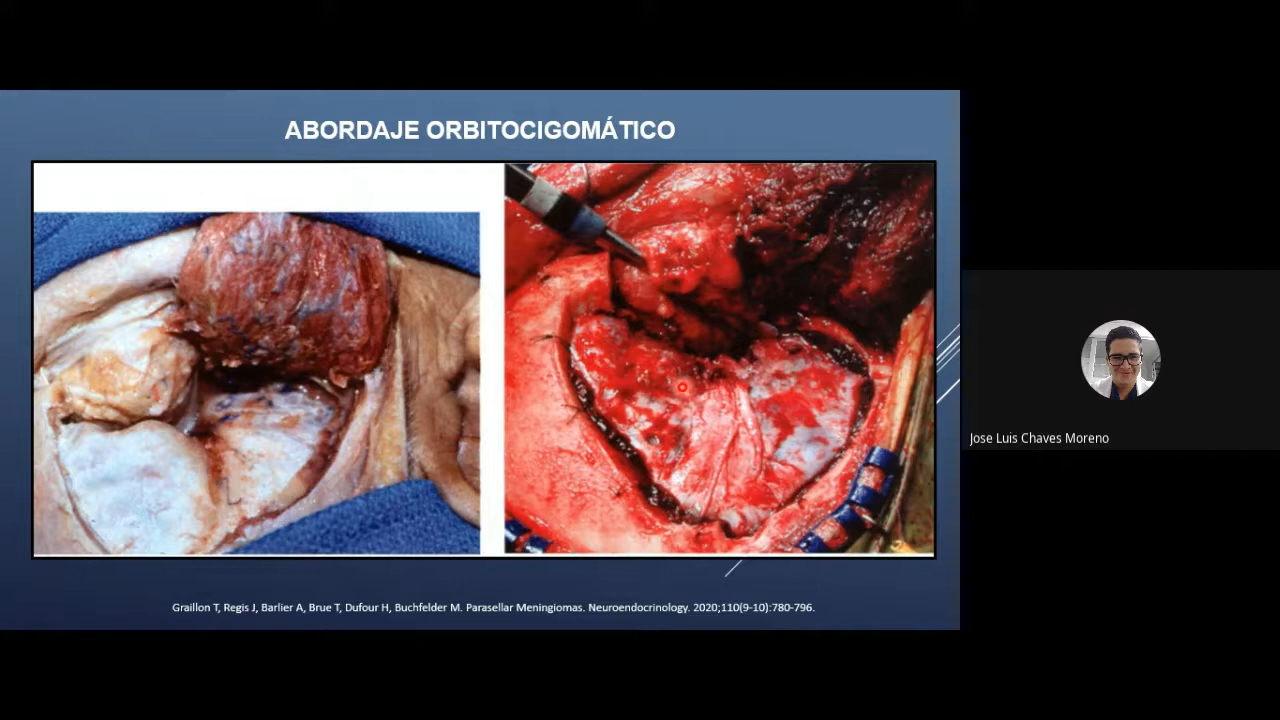 ABORDAJE ORBITOCIGOMÁTICO
Graillon T, Regis J, Barlier A, Brue T, Dufour H, Buchfelder M. Parasellar Meningiomas. Neuroendocrinology. 2020;110(9-10):780-796.
Jose Luis Chaves Moreno